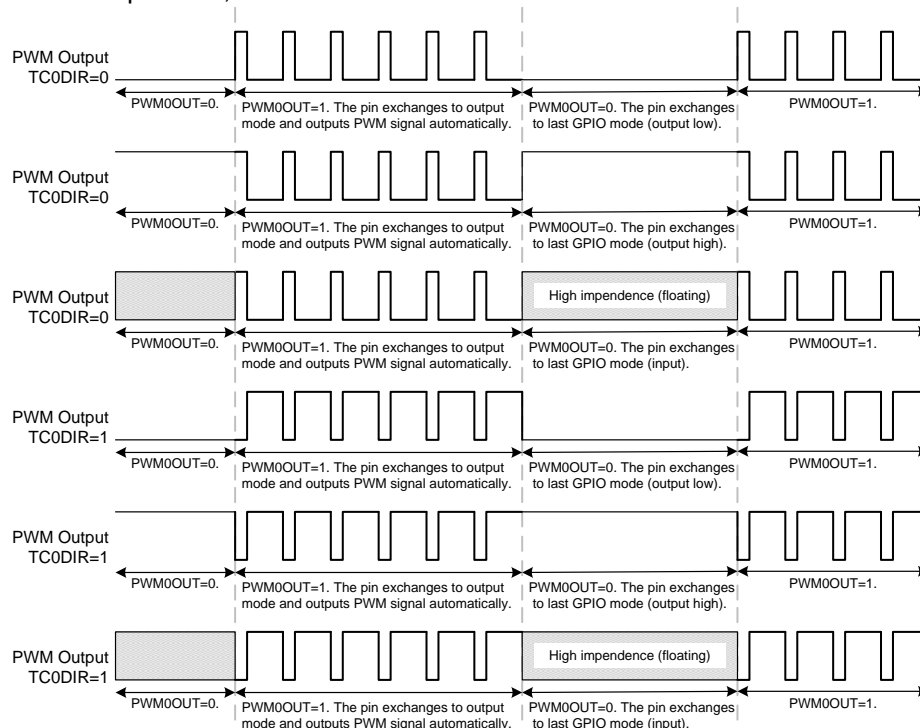 PWM Output
TC0DIR=0
PWM0OUT=0.
PWM0OUT=1. The pin exchanges to output
mode and outputs PWM signal automatically.
PWM0OUT=0. The pin exchanges
to last GPIO mode (output low).
PWM0OUT=1.
PWM Output
TC0DIR=0
PWM0OUT=0.
PWM0OUT=1. The pin exchanges to output
mode and outputs PWM signal automatically.
PWM0OUT=0. The pin exchanges
to last GPIO mode (output high).
PWM0OUT=1.
PWM Output
TC0DIR=0
High impendence (floating)
PWM0OUT=0.
PWM0OUT=1. The pin exchanges to output
mode and outputs PWM signal automatically.
PWM0OUT=0. The pin exchanges
to last GPIO mode (input).
PWM0OUT=1.
PWM Output
TC0DIR=1
PWM0OUT=0.
PWM0OUT=1. The pin exchanges to output
mode and outputs PWM signal automatically.
PWM0OUT=0. The pin exchanges
to last GPIO mode (output low).
PWM0OUT=1.
PWM Output
TC0DIR=1
PWM0OUT=0.
PWM0OUT=1. The pin exchanges to output
mode and outputs PWM signal automatically.
PWM0OUT=0. The pin exchanges
to last GPIO mode (output high).
PWM0OUT=1.
PWM Output
TC0DIR=1
High impendence (floating)
PWM0OUT=0.
PWM0OUT=1. The pin exchanges to output
mode and outputs PWM signal automatically.
PWM0OUT=0. The pin exchanges
to last GPIO mode (input).
PWM0OUT=1.